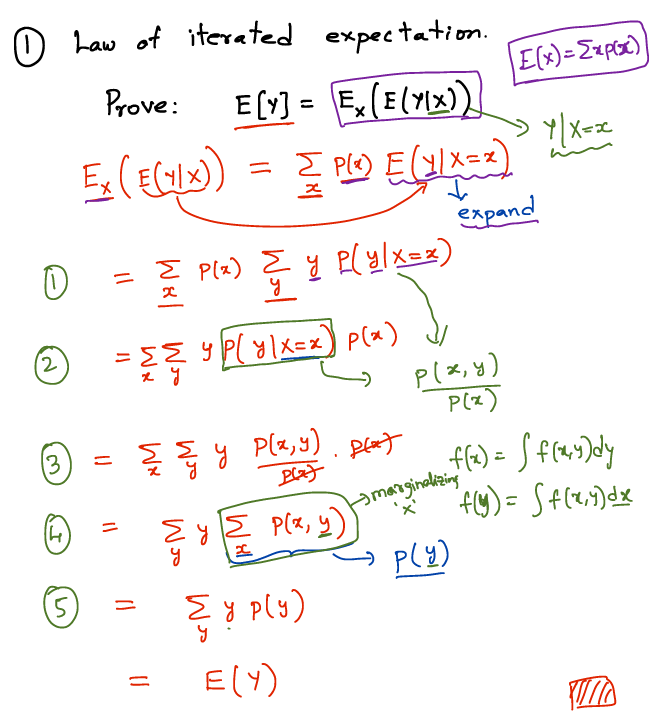 ① Law of iterated expectation.
E(x) = Σxp(x)
Prove: E[Y] = E_x(E(Y|X))
Y|X=x
E_x(E(Y|X)) = Σ_x P(x) E(Y|X=x)
expand
① = Σ_x P(x) Σ_y y P(y|X=x)
② = Σ_x Σ_y y P(y|X=x) P(x)
P(x,y)/P(x)
③ = Σ_x Σ_y y P(x,y)/P(x) . P(x)
f(x) = ∫f(x,y)dy
marginalizing 'x'
f(y) = ∫f(x,y)dx
④ = Σ_y y Σ_x P(x,y)
P(y)
⑤ = Σ_y y p(y)
= E(Y)